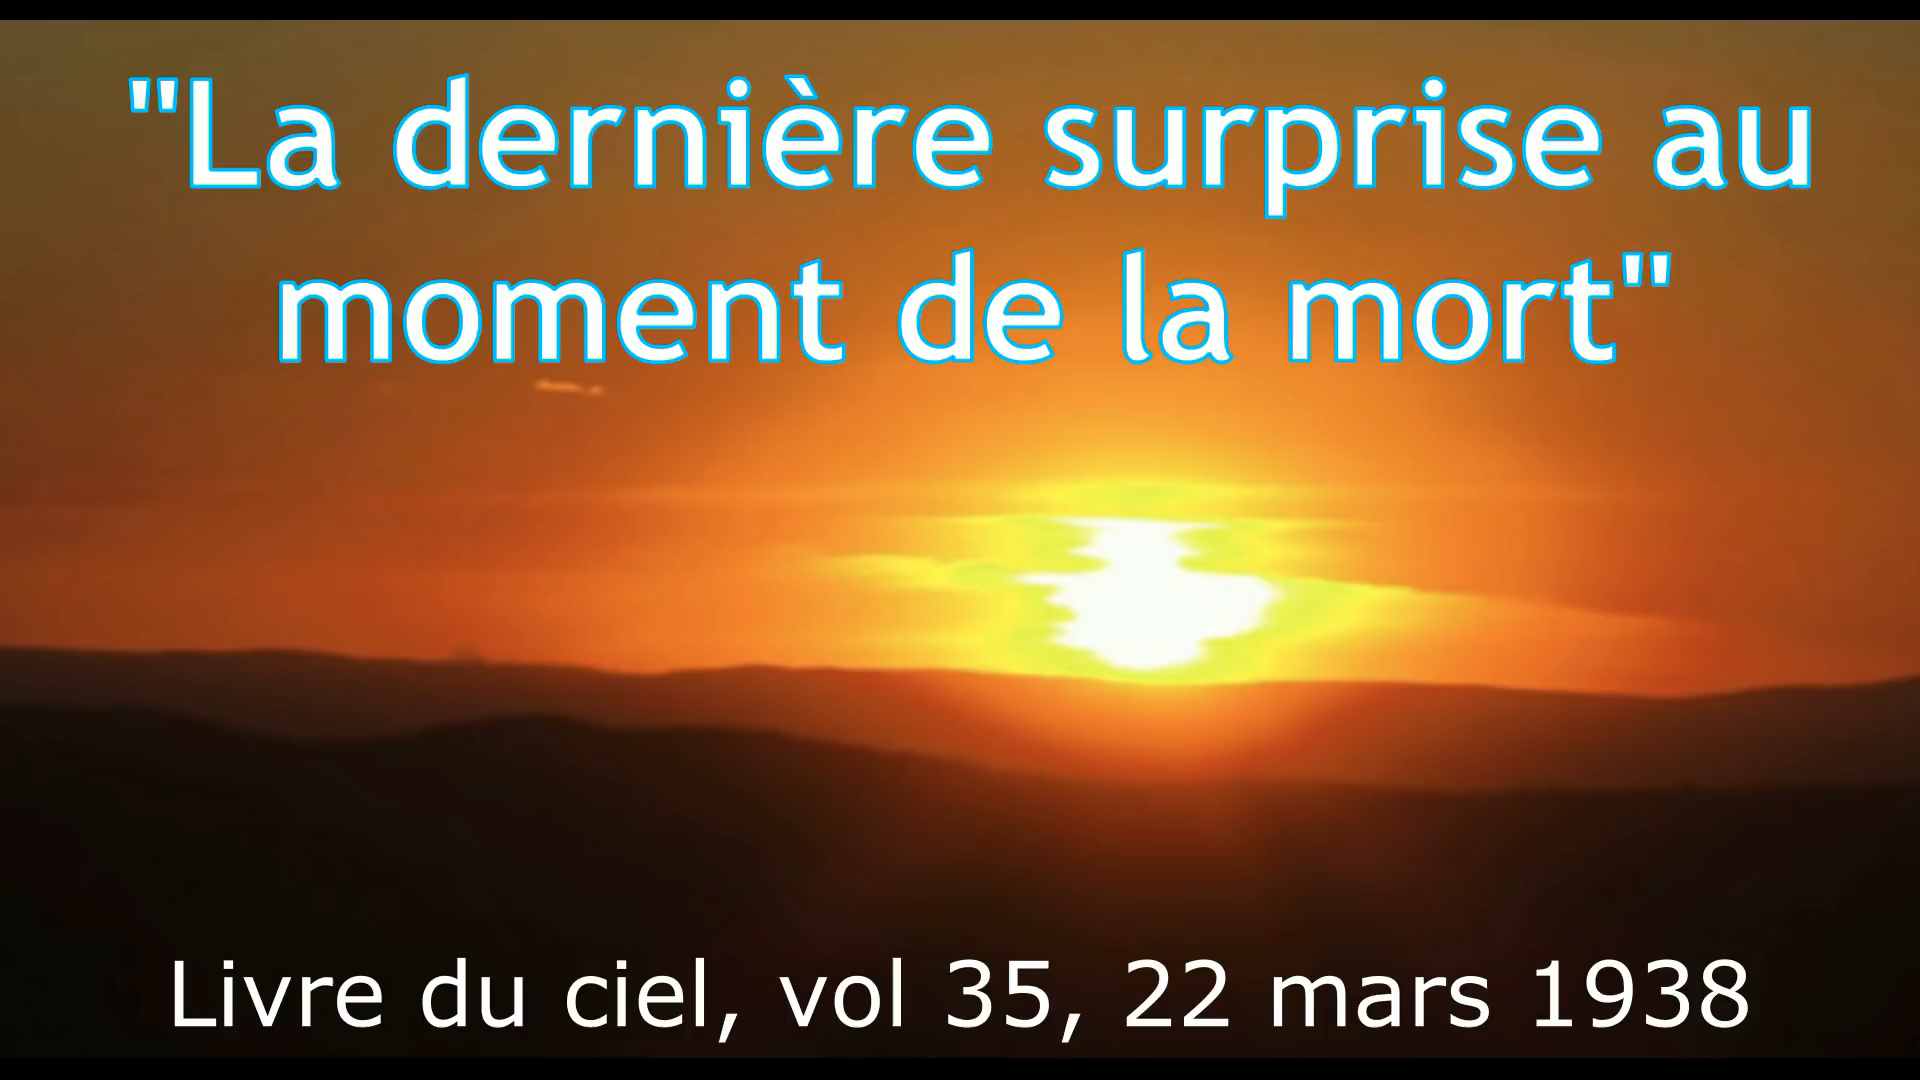 "La dernière surprise au
moment de la mort"
Livre du ciel, vol 35, 22 mars 1938